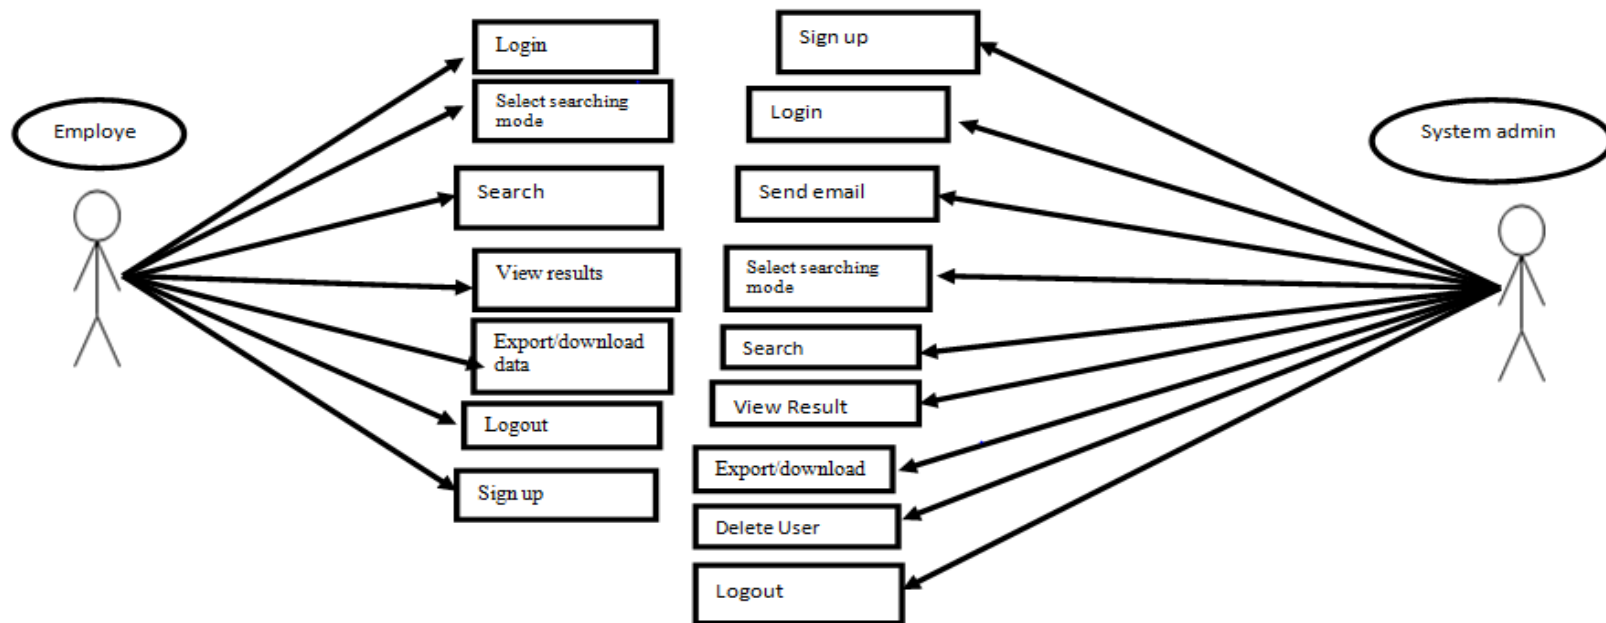 Employe
Login
Select searching
mode
Search
View results
Export/download
data
Logout
Sign up
Sign up
Login
Send email
Select searching
mode
Search
View Result
Export/download
Delete User
Logout
System admin